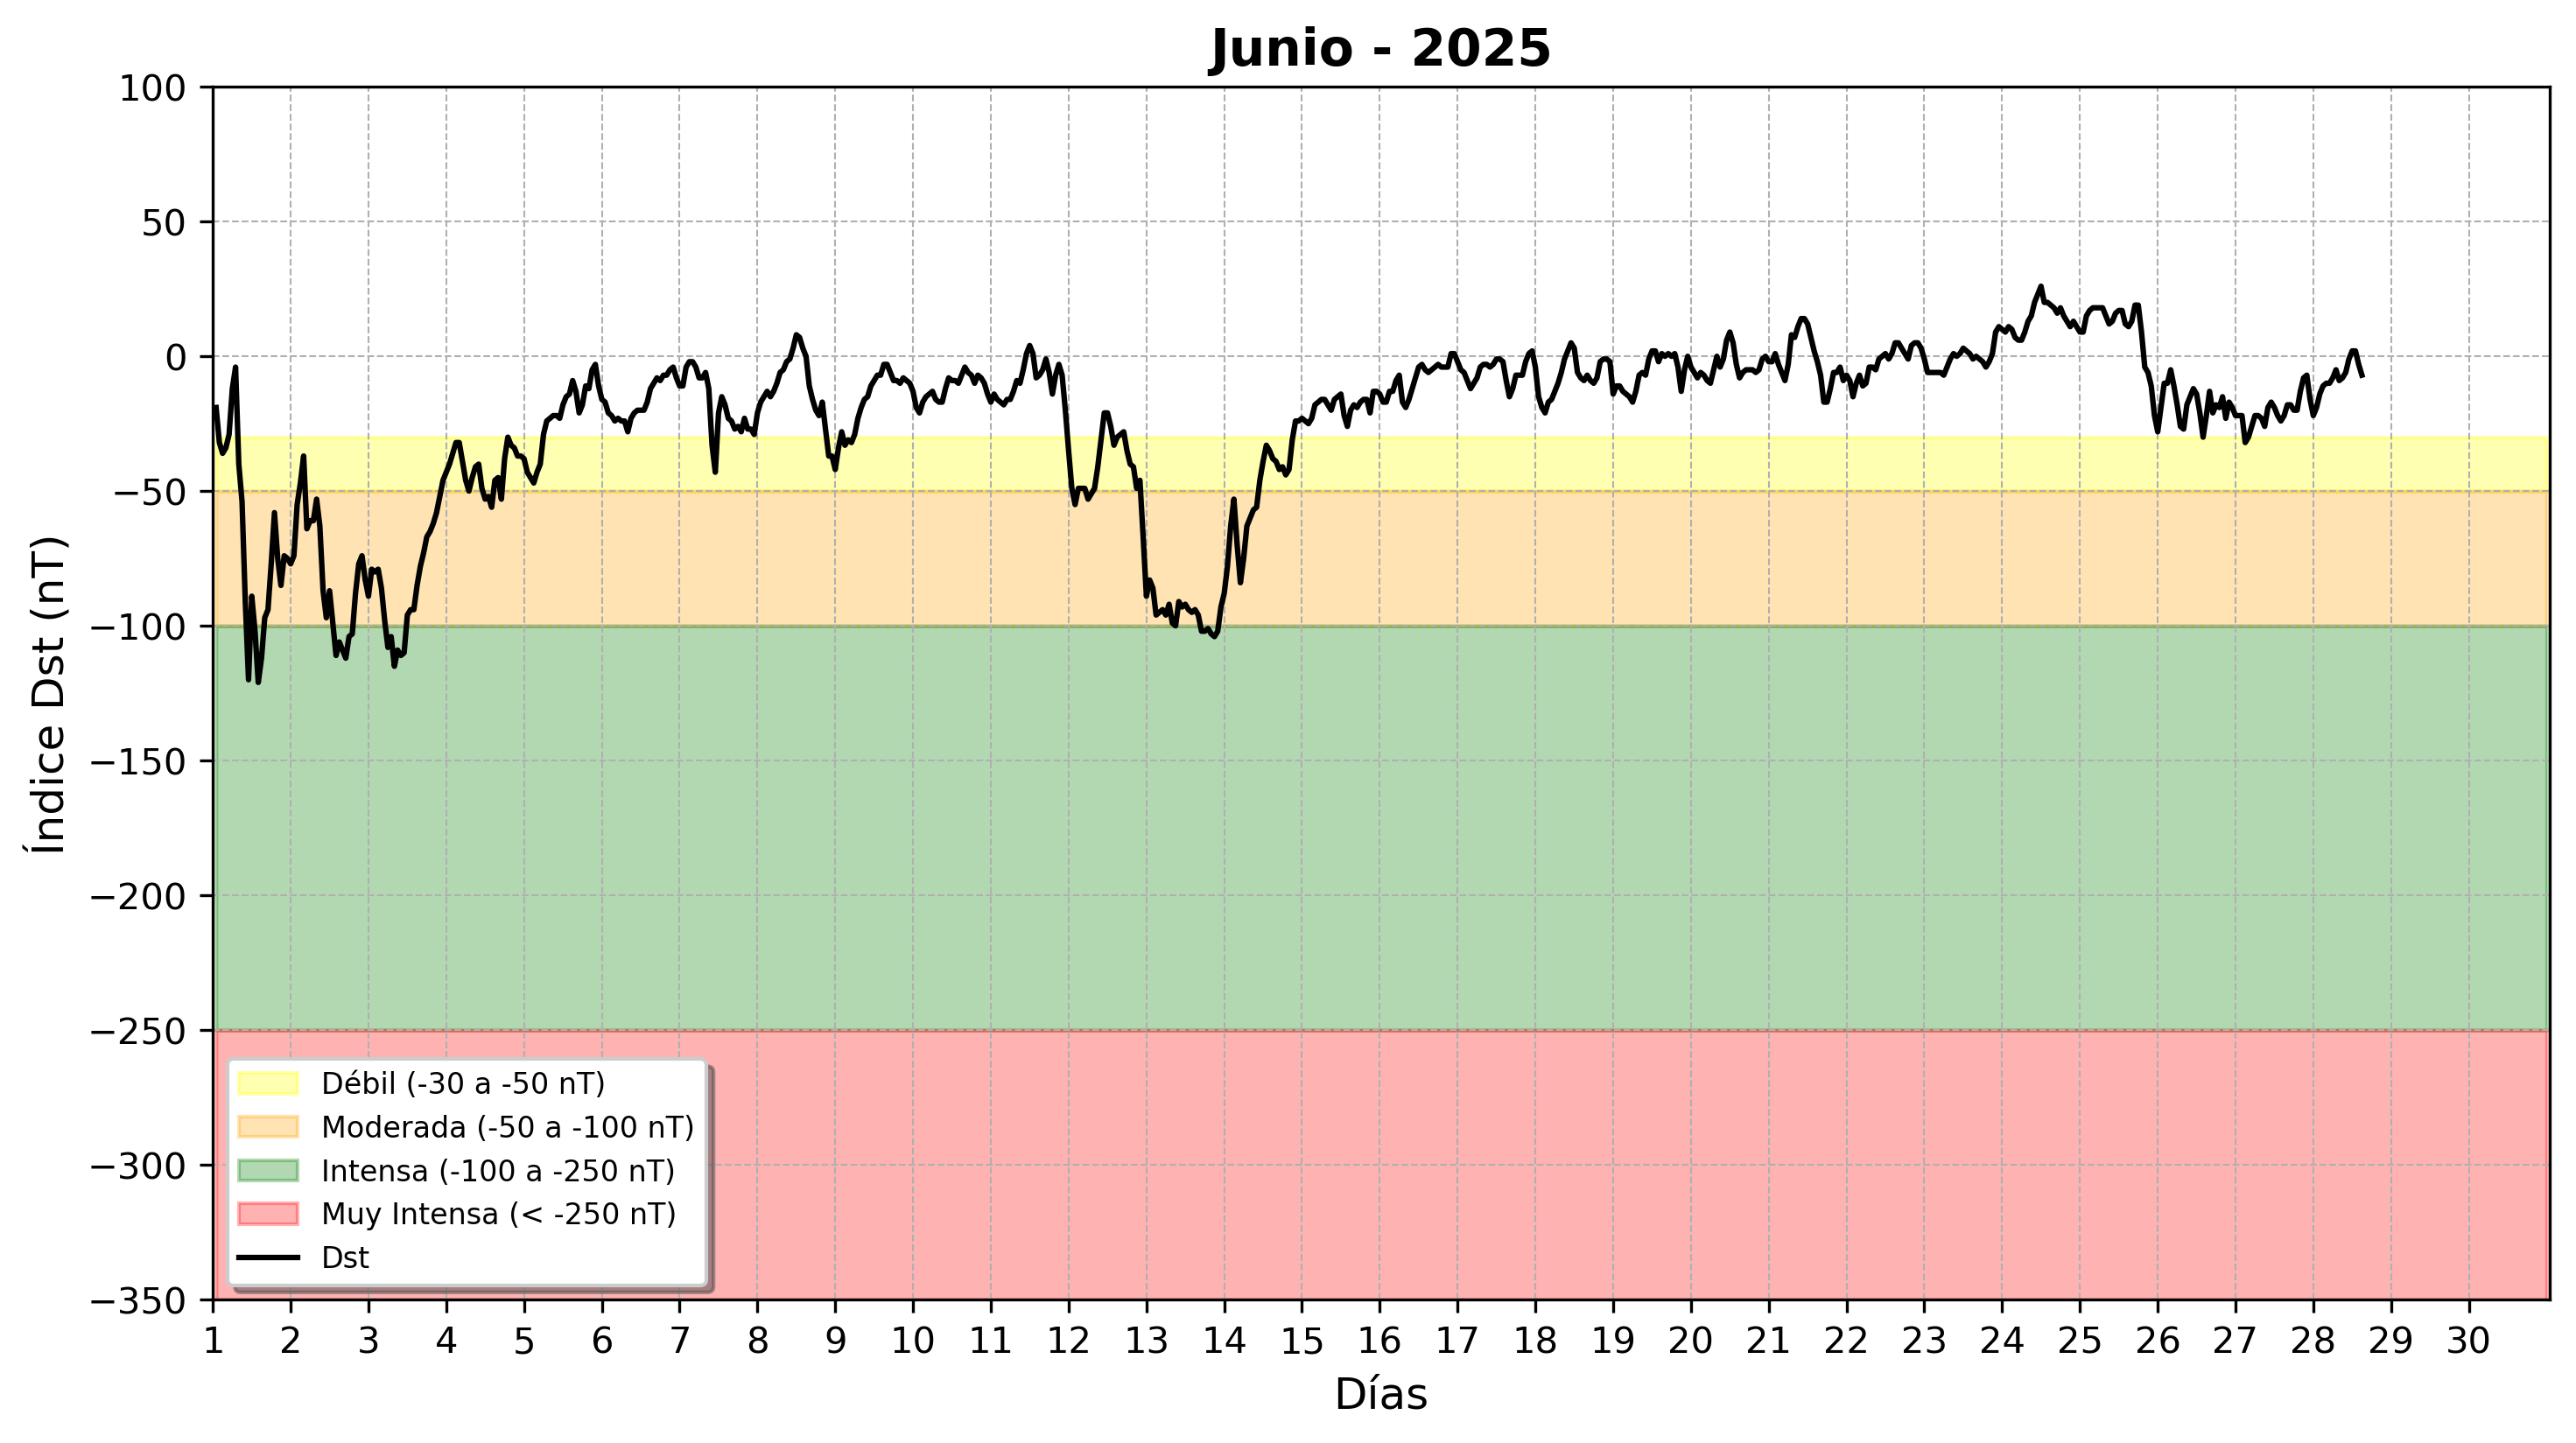 Junio - 2025
100
50
0
−50
−100
−150
−200
−250
−300
−350
Índice Dst (nT)
Débil (-30 a -50 nT)
Moderada (-50 a -100 nT)
Intensa (-100 a -250 nT)
Muy Intensa (< -250 nT)
Dst
1 2 3 4 5 6 7 8 9 10 11 12 13 14 15 16 17 18 19 20 21 22 23 24 25 26 27 28 29 30
Días